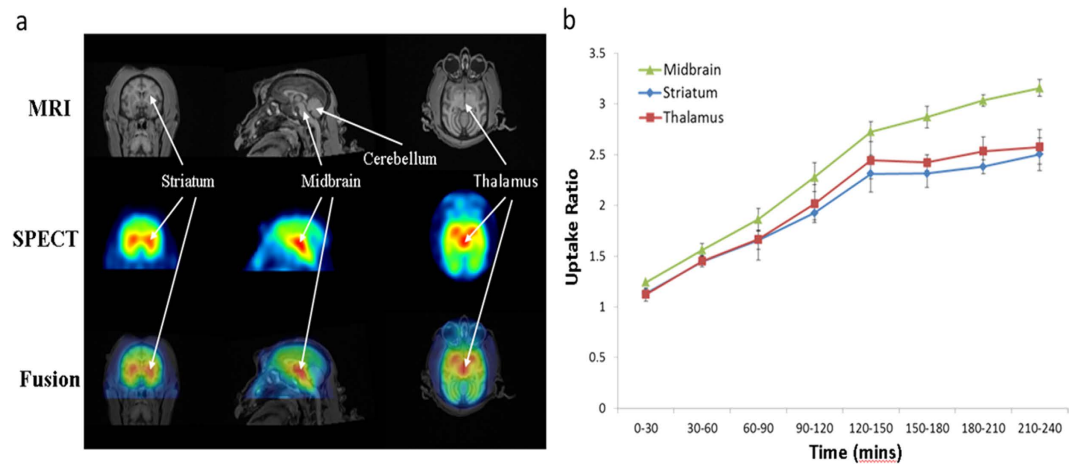 a
MRI
Cerebellum
Striatum
Midbrain
Thalamus
SPECT
Fusion
b
Midbrain
Striatum
Thalamus
Uptake Ratio
3.5
3
2.5
2
1.5
1
0.5
0
0-30 30-60 60-90 90-120 120-150 150-180 180-210 210-240
Time (mins)